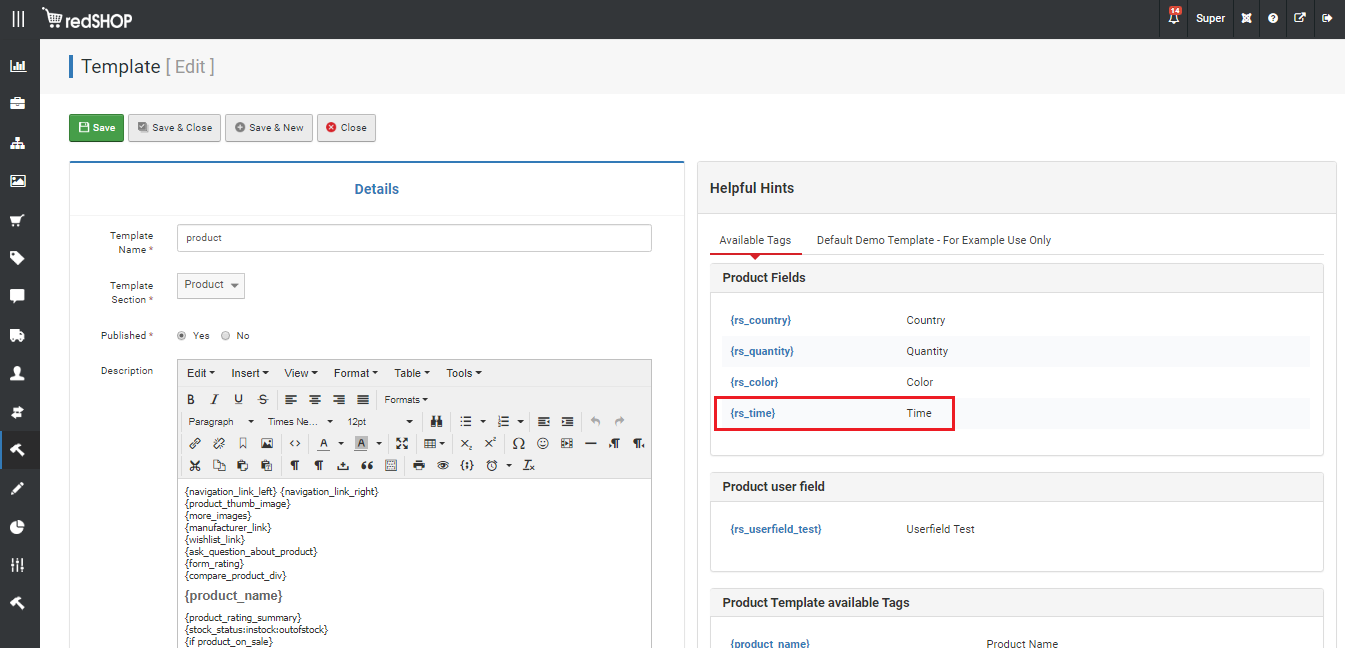 redSHOP
14
Super
Template [ Edit ]
Save
Save & Close
Save & New
Close
Details
Template Name *
product
Template Section *
Product
Published *
Yes
No
Description
Edit Insert View Format Table Tools
B I U S Formats
Paragraph Times Ne... 12pt
{navigation_link_left} {navigation_link_right}
{product_thumb_image}
{more_images}
{manufacturer_link}
{wishlist_link}
{ask_question_about_product}
{form_rating}
{compare_product_div}
{product_name}
{product_rating_summary}
{stock_status:instock:outofstock}
{if product_on_sale}
Helpful Hints
Available Tags
Default Demo Template - For Example Use Only
Product Fields
{rs_country} Country
{rs_quantity} Quantity
{rs_color} Color
{rs_time} Time
Product user field
{rs_userfield_test} Userfield Test
Product Template available Tags
{product_name} Product Name